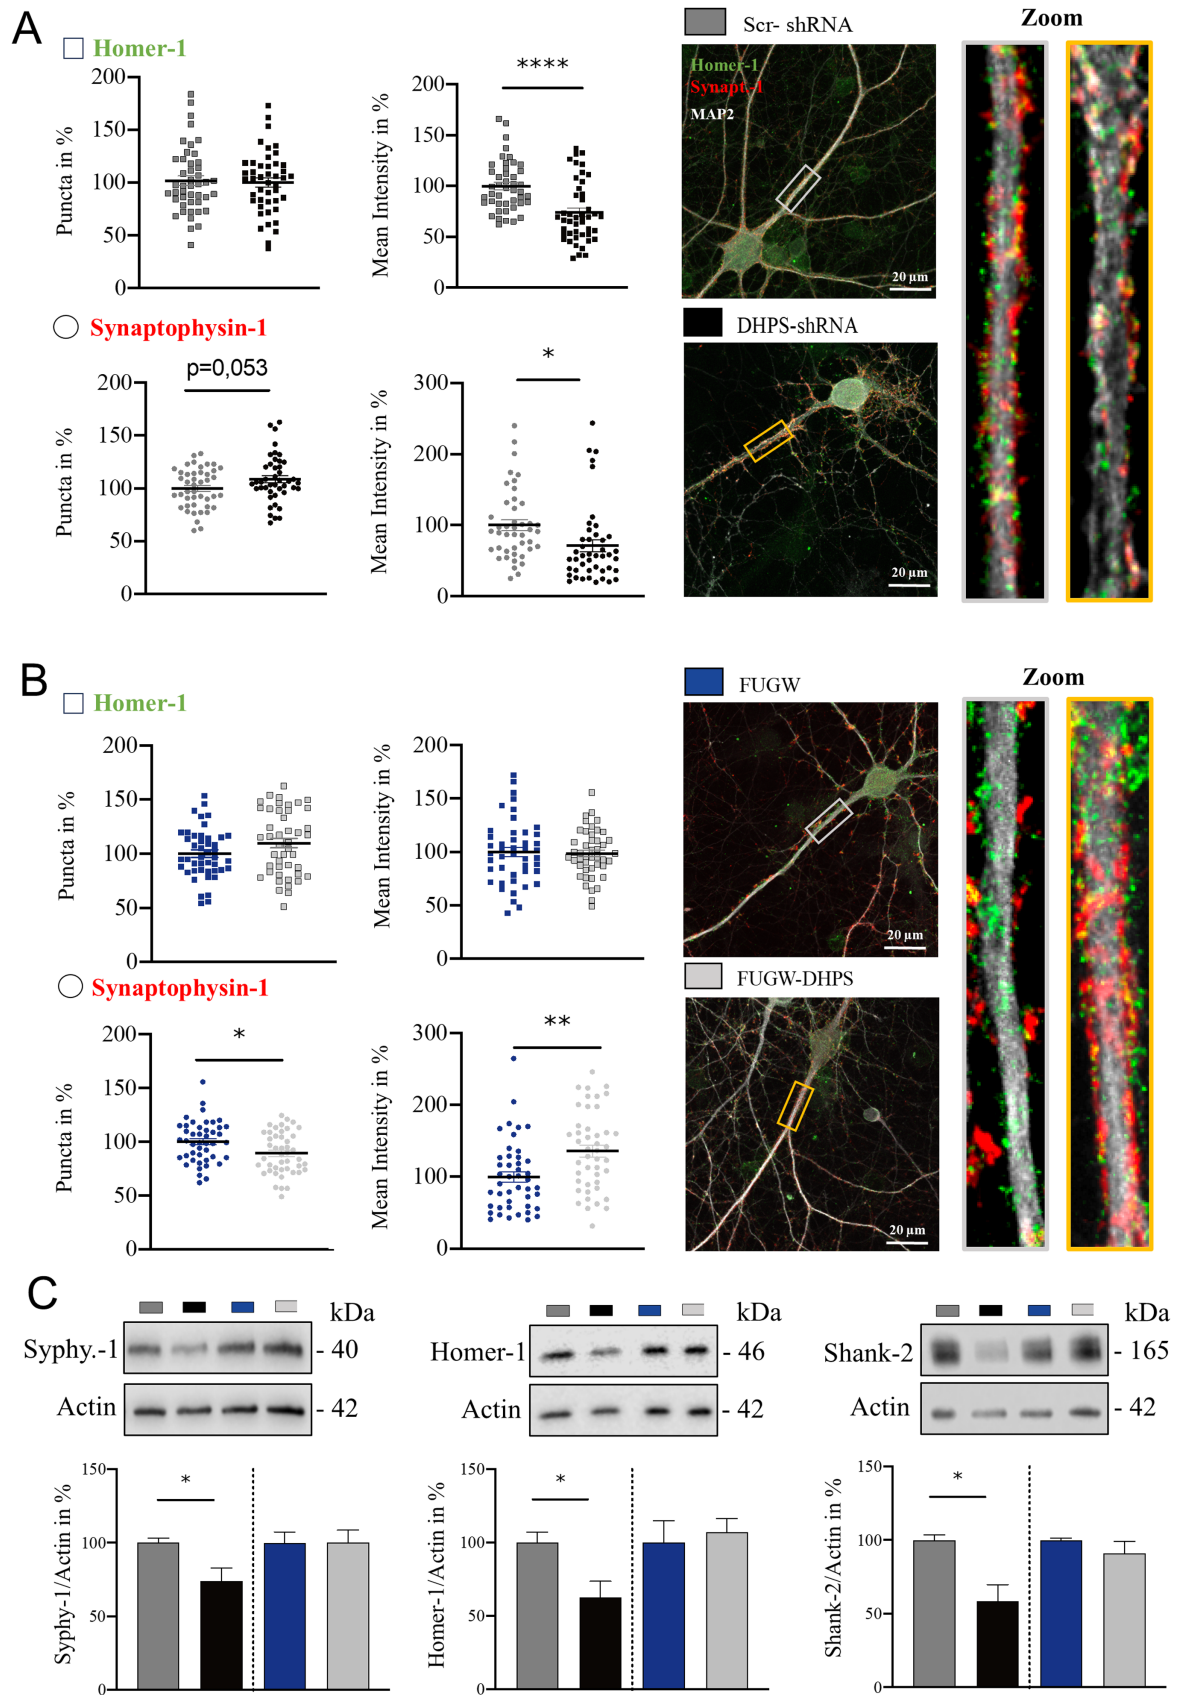 A
Homer-1
Puncta in %
200
150
100
50
0
Mean Intensity in %
200
150
100
50
0
****
Scr- shRNA
Homer-1
Synapt.-1
MAP2
20 µm
Zoom
Synaptophysin-1
Puncta in %
200
150
100
50
0
p=0,053
Mean Intensity in %
300
200
100
0
*
DHPS-shRNA
20 µm
B
Homer-1
Puncta in %
200
150
100
50
0
Mean Intensity in %
200
150
100
50
0
FUGW
20 µm
Zoom
Synaptophysin-1
Puncta in %
200
150
100
50
0
*
Mean Intensity in %
300
200
100
0
**
FUGW-DHPS
20 µm
C
kDa
Syphy.-1
- 40
Actin
- 42
kDa
Homer-1
- 46
Actin
- 42
kDa
Shank-2
- 165
Actin
- 42
Syphy-1/Actin in %
150
100
50
0
*
Homer-1/Actin in %
150
100
50
0
*
Shank-2/Actin in %
150
100
50
0
*